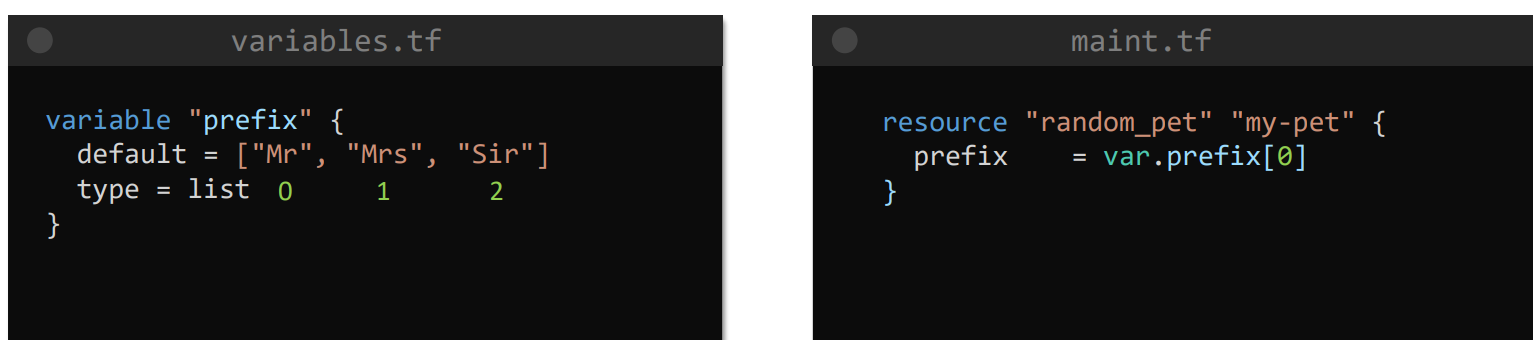 variables.tf
variable "prefix" {
  default = ["Mr", "Mrs", "Sir"]
  type = list 0 1 2
}
maint.tf
resource "random_pet" "my-pet" {
  prefix    = var.prefix[0]
}